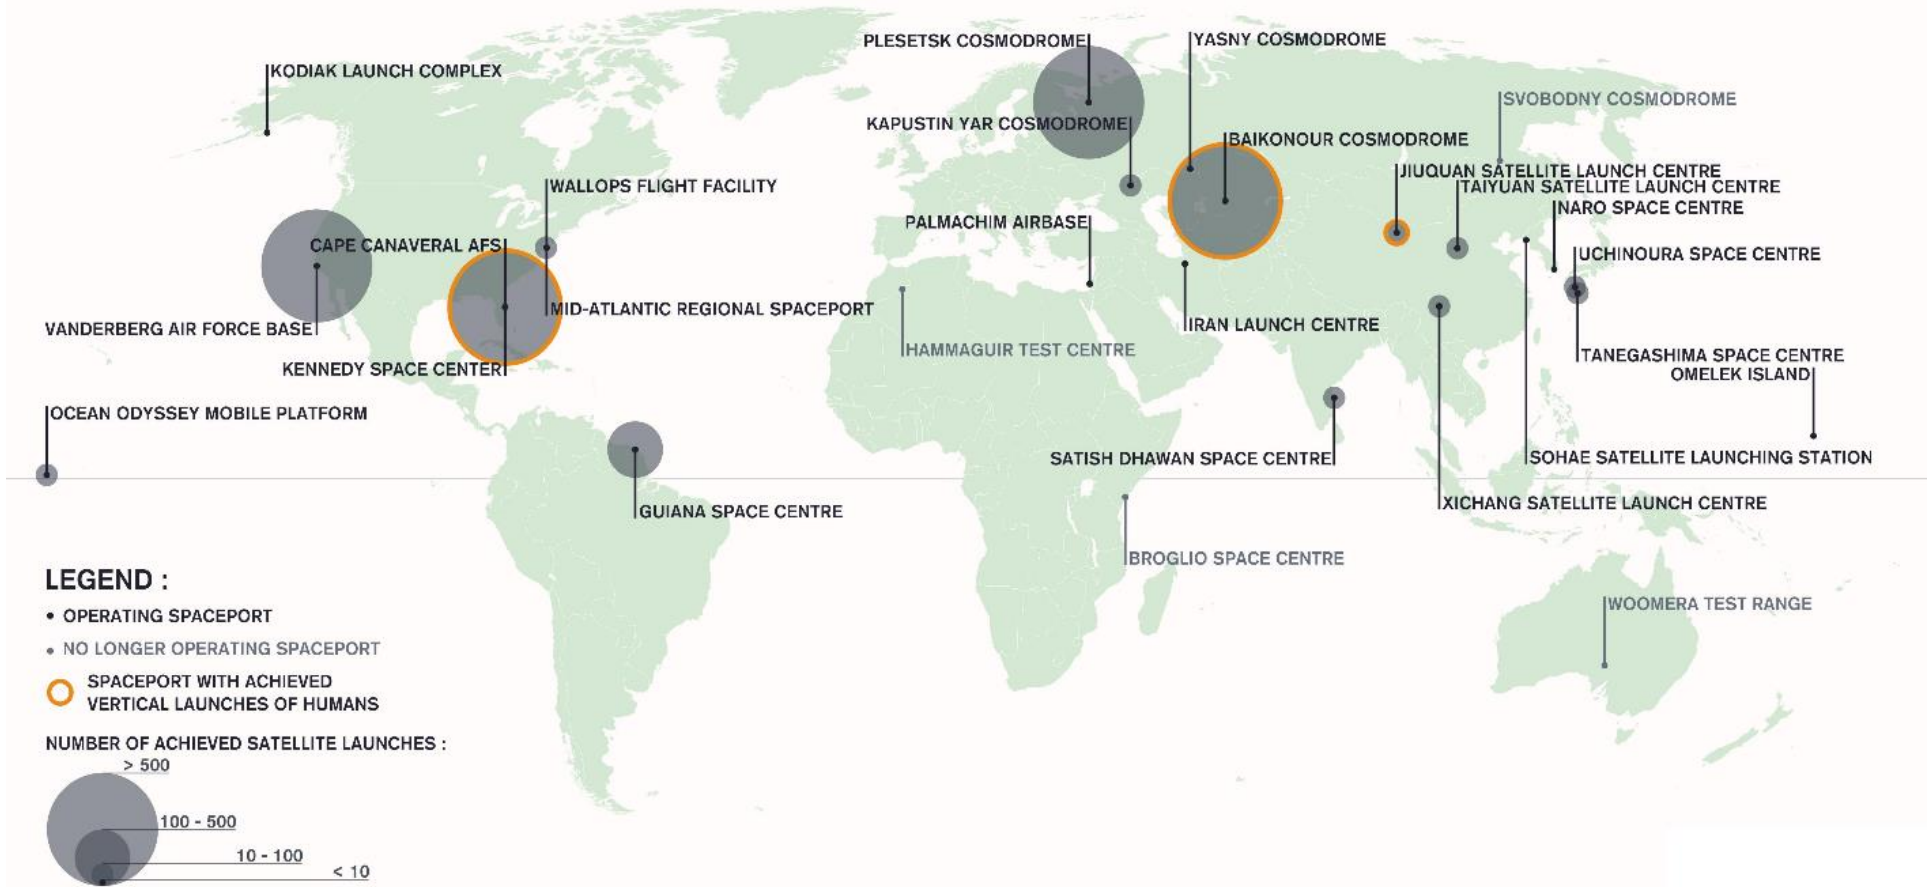 PLESETSK COSMODROME
YASNY COSMODROME
KODIAK LAUNCH COMPLEX
SVOBODNY COSMODROME
KAPUSTIN YAR COSMODROME
BAIKONOUR COSMODROME
JIUQUAN SATELLITE LAUNCH CENTRE
WALLOPS FLIGHT FACILITY
TAIYUAN SATELLITE LAUNCH CENTRE
NARO SPACE CENTRE
PALMACHIM AIRBASE
CAPE CANAVERAL AFS
UCHINOURA SPACE CENTRE
MID-ATLANTIC REGIONAL SPACEPORT
VANDERBERG AIR FORCE BASE
IRAN LAUNCH CENTRE
HAMMAGUIR TEST CENTRE
TANEGASHIMA SPACE CENTRE
KENNEDY SPACE CENTER
OMELEK ISLAND
OCEAN ODYSSEY MOBILE PLATFORM
SATISH DHAWAN SPACE CENTRE
SOHAE SATELLITE LAUNCHING STATION
XICHANG SATELLITE LAUNCH CENTRE
GUIANA SPACE CENTRE
BROGLIO SPACE CENTRE
WOOMERA TEST RANGE
LEGEND :
OPERATING SPACEPORT
NO LONGER OPERATING SPACEPORT
SPACEPORT WITH ACHIEVED
VERTICAL LAUNCHES OF HUMANS
NUMBER OF ACHIEVED SATELLITE LAUNCHES :
> 500
100 - 500
10 - 100
< 10